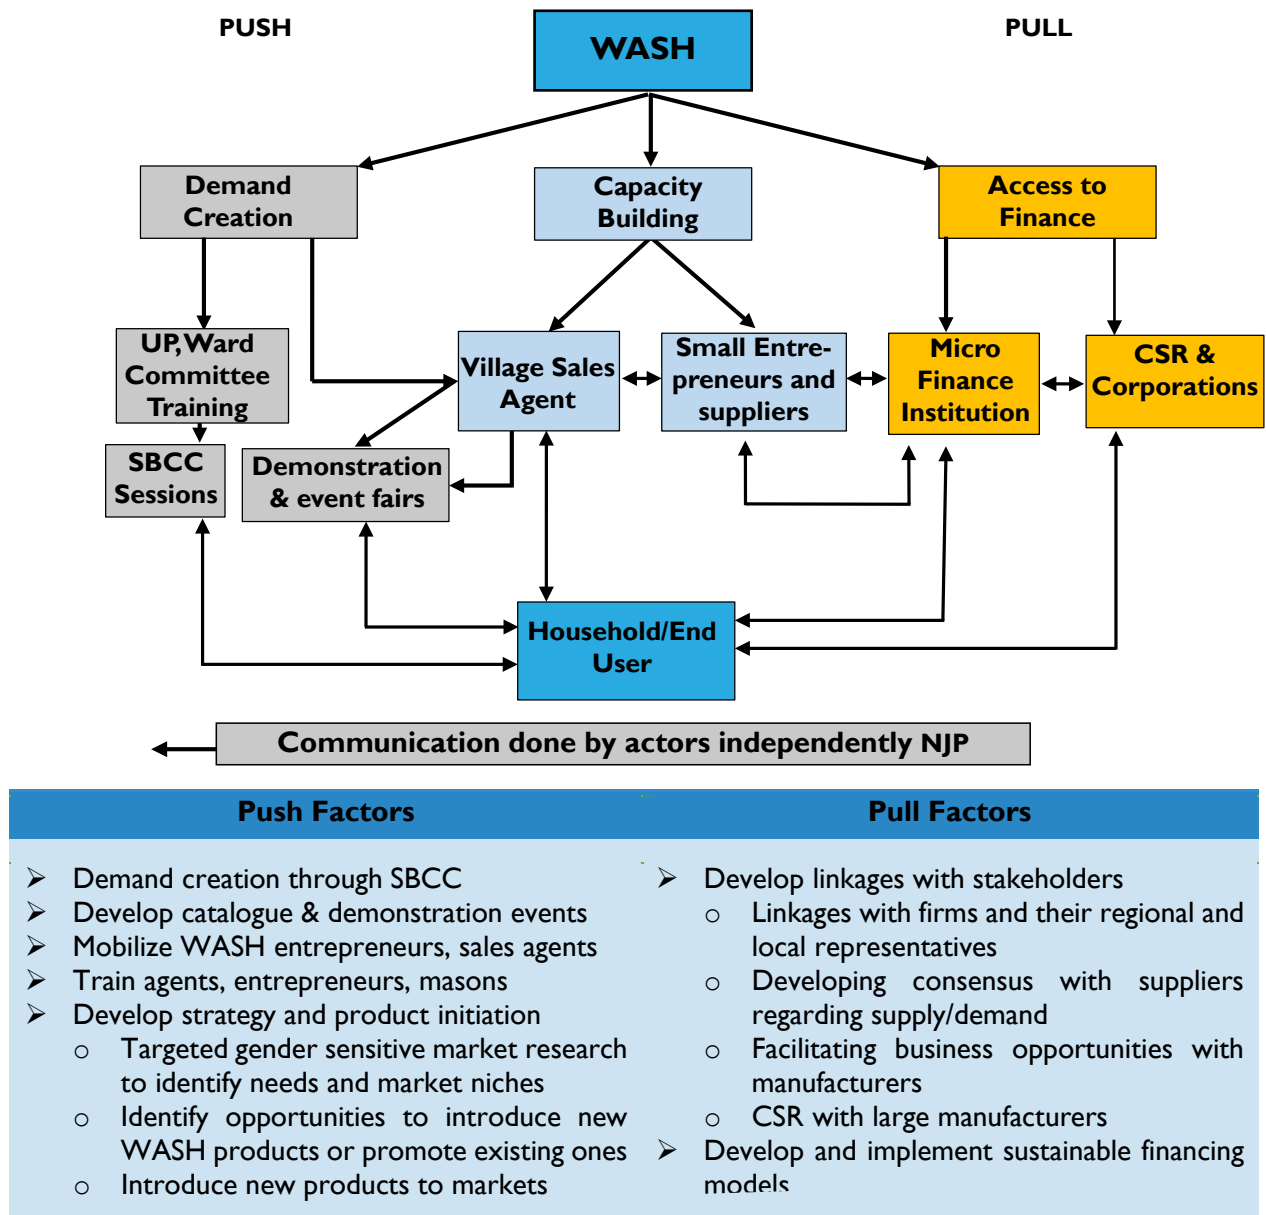 PUSH
WASH
PULL
Demand
Creation
Capacity
Building
Access to
Finance
UP,Ward
Committee
Training
Village Sales
Agent
Small Entre-
preneurs and
suppliers
Micro
Finance
Institution
CSR &
Corporations
SBCC
Sessions
Demonstration
& event fairs
Household/End
User
Communication done by actors independently NJP
Push Factors
➢ Demand creation through SBCC
➢ Develop catalogue & demonstration events
➢ Mobilize WASH entrepreneurs, sales agents
➢ Train agents, entrepreneurs, masons
➢ Develop strategy and product initiation
o Targeted gender sensitive market research
to identify needs and market niches
o Identify opportunities to introduce new
WASH products or promote existing ones
o Introduce new products to markets
Pull Factors
➢ Develop linkages with stakeholders
o Linkages with firms and their regional and
local representatives
o Developing consensus with suppliers
regarding supply/demand
o Facilitating business opportunities with
manufacturers
o CSR with large manufacturers
➢ Develop and implement sustainable financing
models